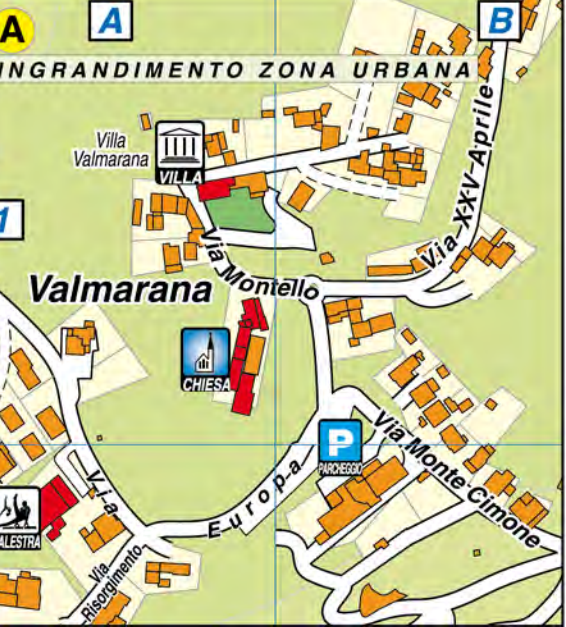 A
A
B
INGRANDIMENTO ZONA URBANA
Villa
Valmarana
VILLA
Via XXV Aprile
1
Via Montello
Valmarana
CHIESA
P
PARCHEGGIO
Via Monte Cimone
Via Europa
ALESTRA
Via
Risorgimento